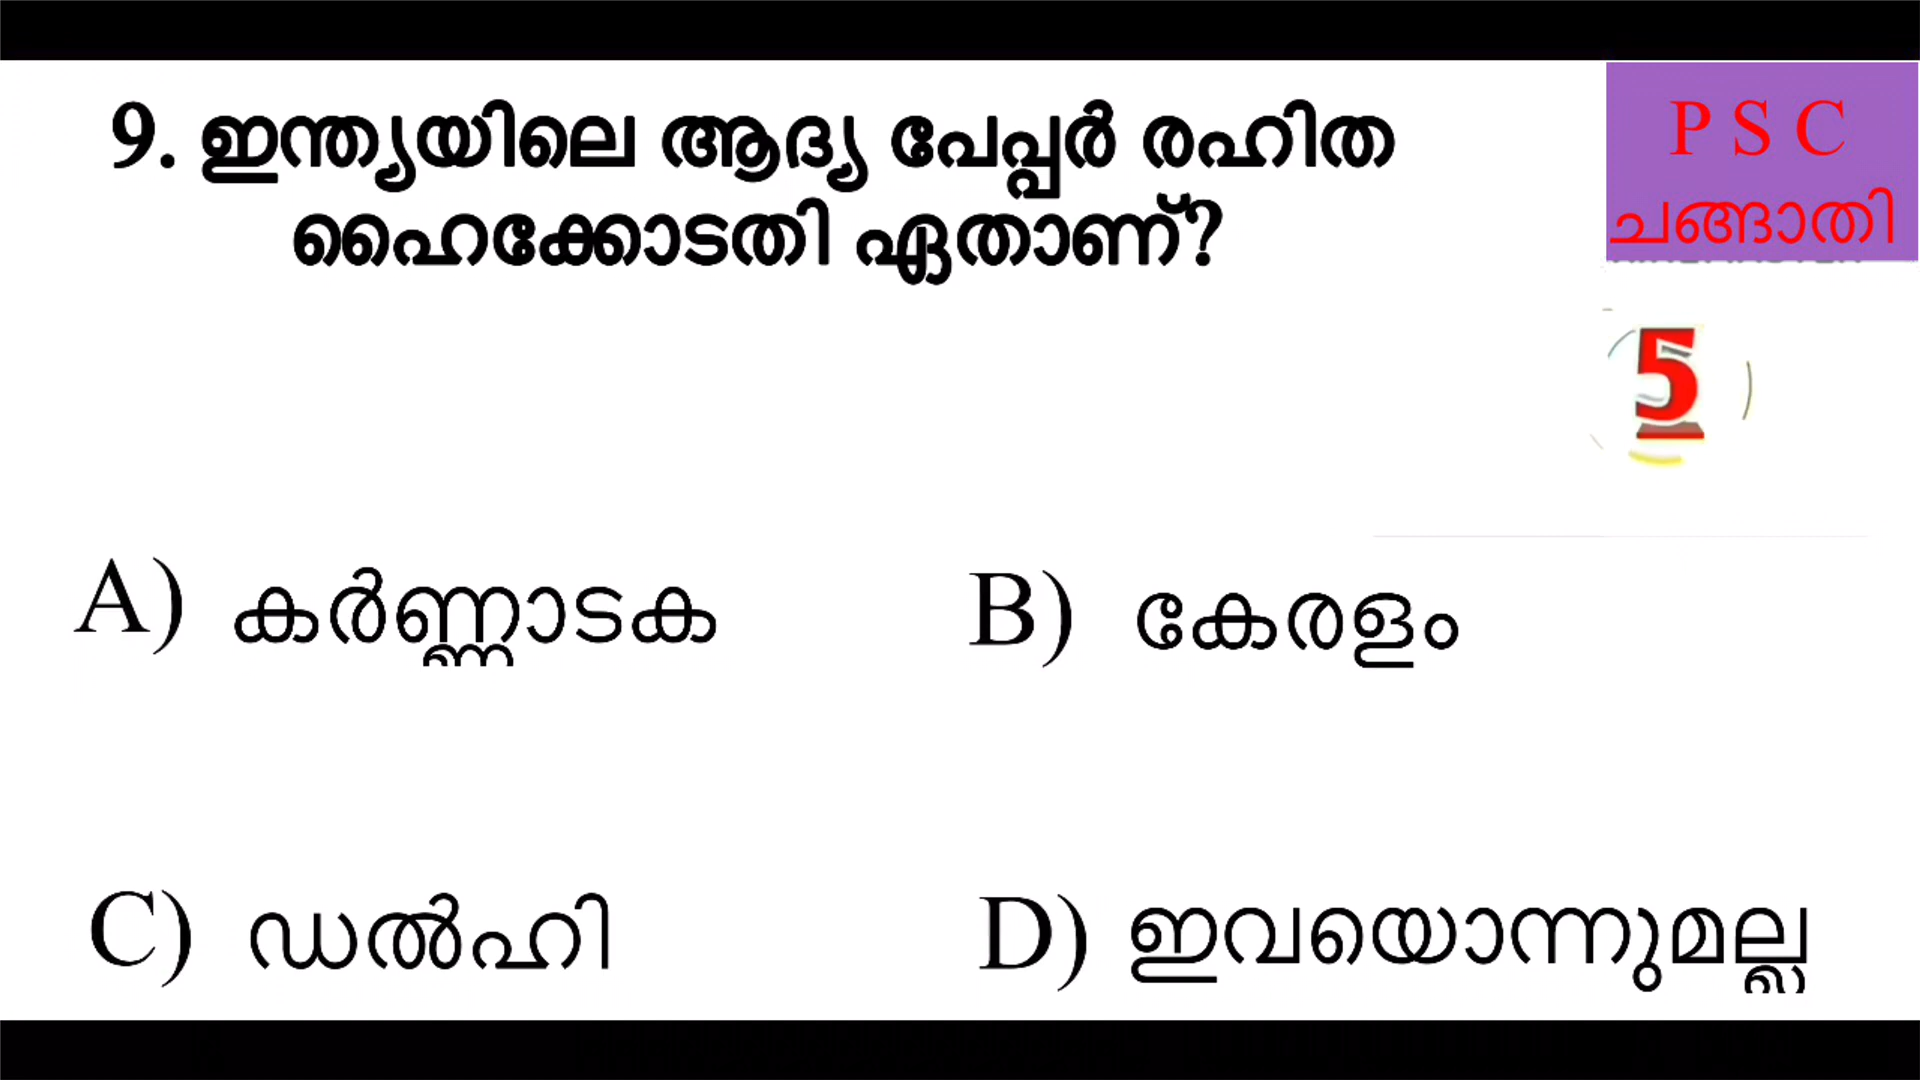 9. ഇന്ത്യയിലെ ആദ്യ പേപ്പർ രഹിത
ഹൈക്കോടതി ഏതാണ്?
P S C
ചങ്ങാതി
5
A) കർണ്ണാടക
B) കേരളം
C) ഡൽഹി
D) ഇവയൊന്നുമല്ല